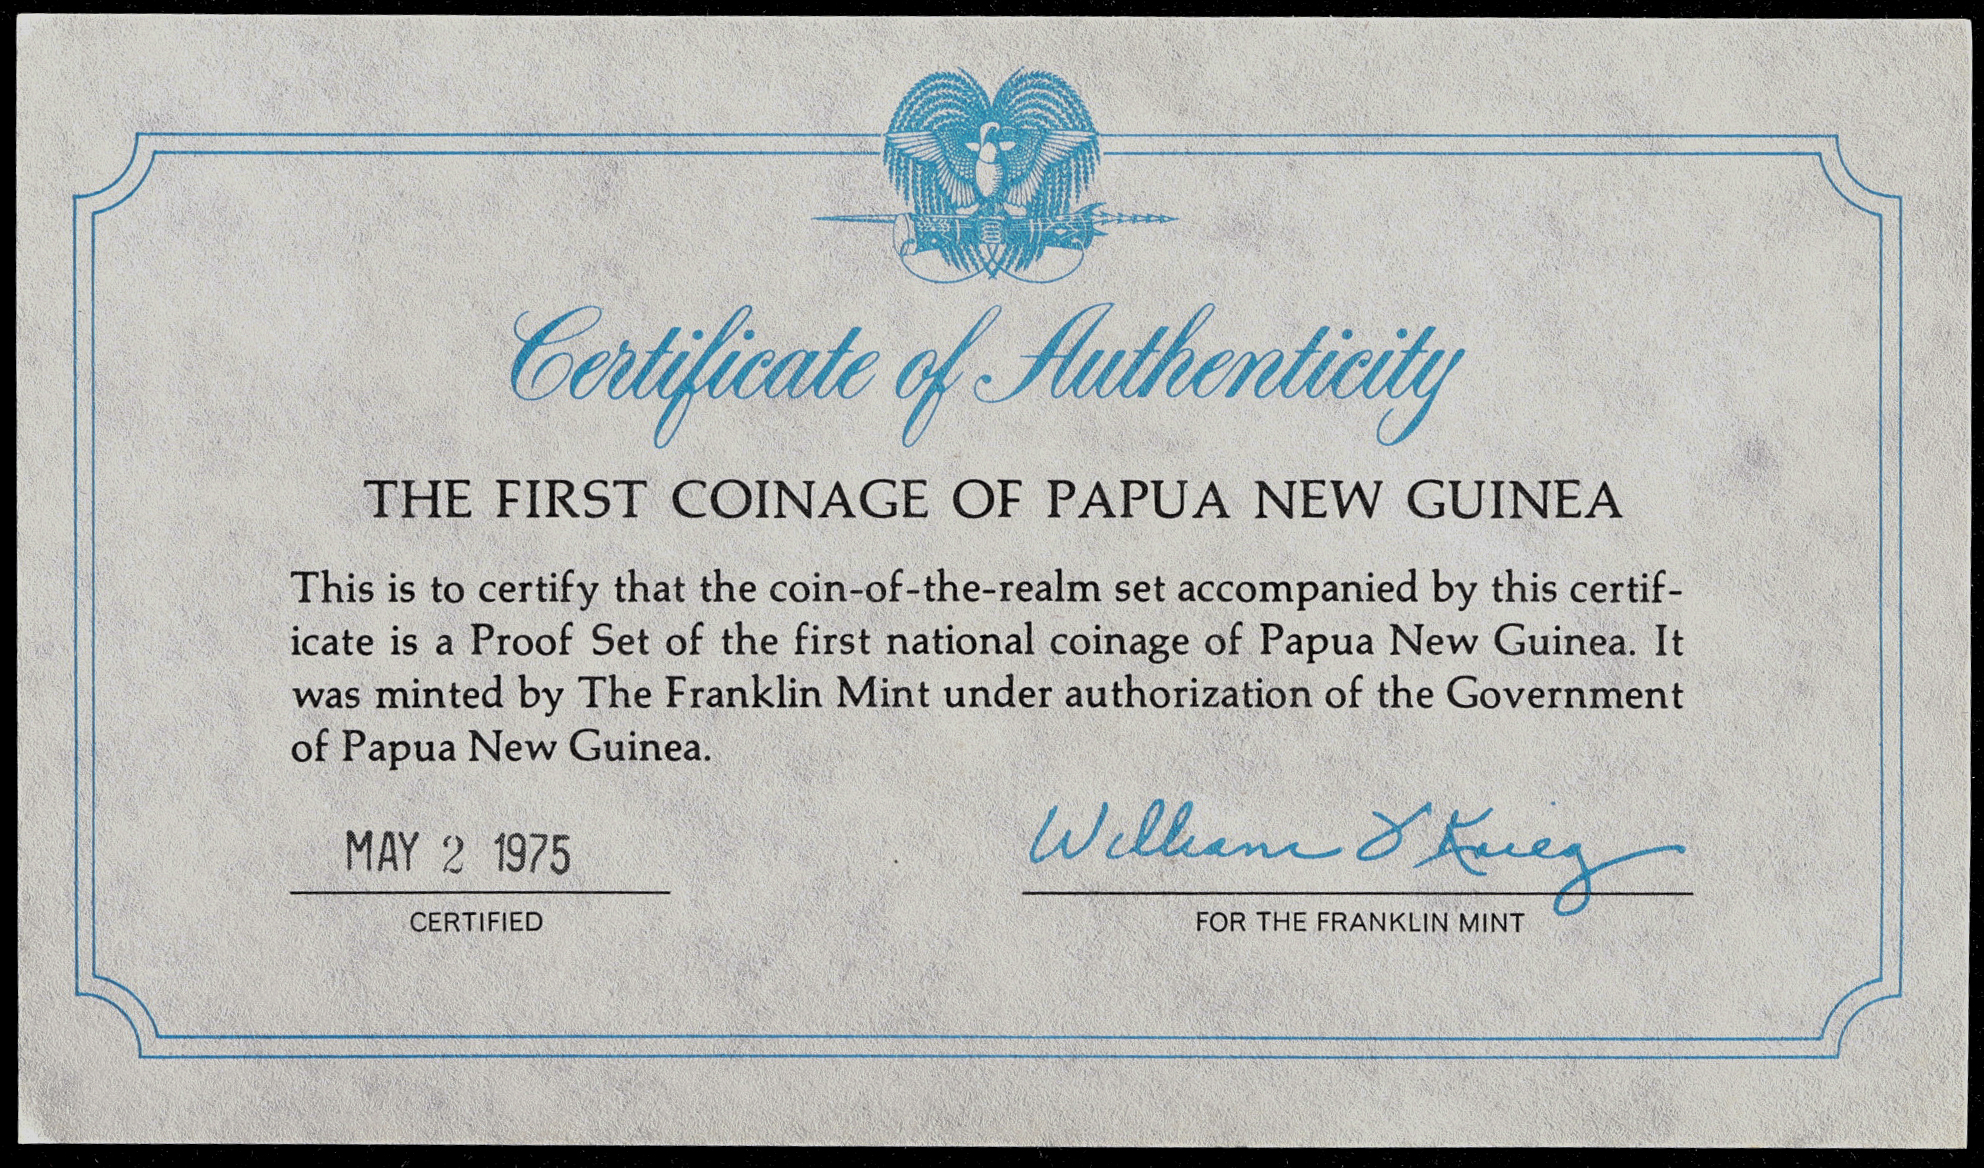 Certificate of Authenticity
THE FIRST COINAGE OF PAPUA NEW GUINEA
This is to certify that the coin-of-the-realm set accompanied by this certif-
icate is a Proof Set of the first national coinage of Papua New Guinea. It
was minted by The Franklin Mint under authorization of the Government
of Papua New Guinea.
MAY 2 1975
William J Krieg
CERTIFIED
FOR THE FRANKLIN MINT